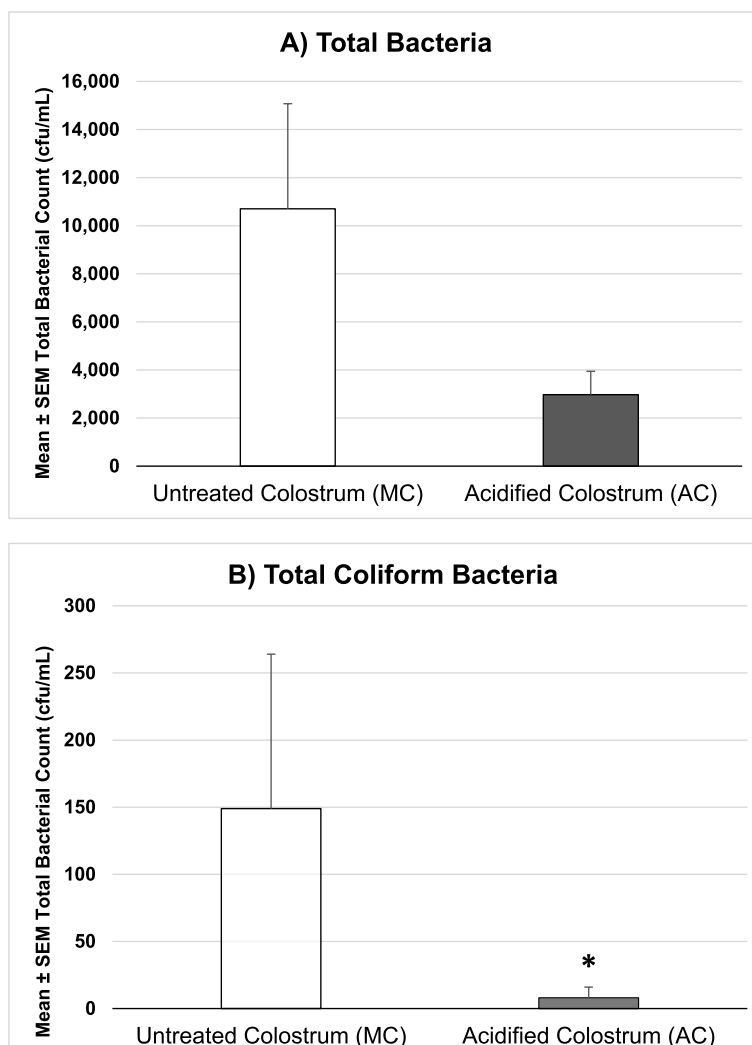 A) Total Bacteria
Mean ± SEM Total Bacterial Count (cfu/mL)
16,000
14,000
12,000
10,000
8,000
6,000
4,000
2,000
0
Untreated Colostrum (MC)
Acidified Colostrum (AC)
B) Total Coliform Bacteria
Mean ± SEM Total Bacterial Count (cfu/mL)
300
250
200
150
100
50
0
*
Untreated Colostrum (MC)
Acidified Colostrum (AC)